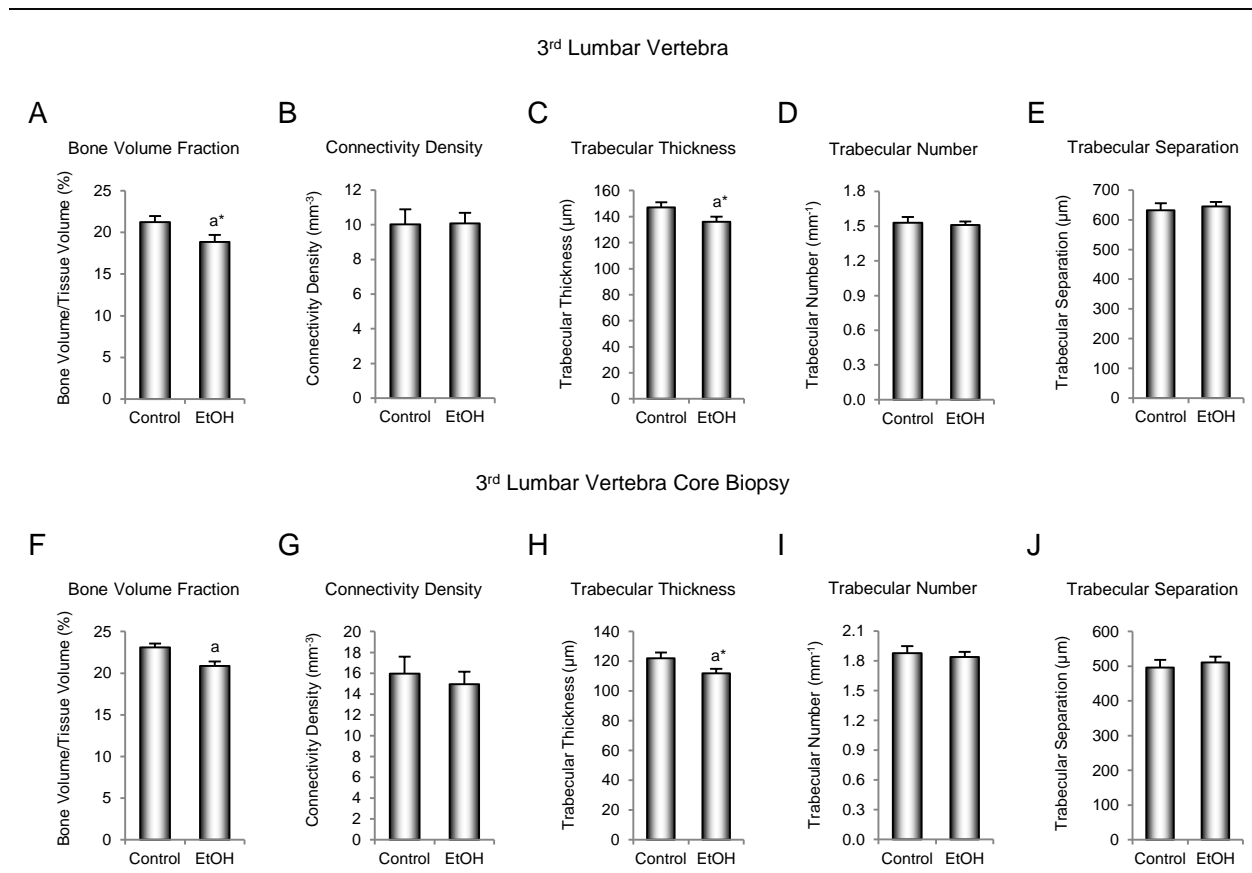 3rd Lumbar Vertebra
A
Bone Volume Fraction
Bone Volume/Tissue Volume (%)
25
20
15
10
5
0
a*
Control EtOH
B
Connectivity Density
Connectivity Density (mm-3)
12
10
8
6
4
2
0
Control EtOH
C
Trabecular Thickness
Trabecular Thickness (µm)
160
140
120
100
80
60
40
20
0
a*
Control EtOH
D
Trabecular Number
Trabecular Number (mm-1)
1.8
1.5
1.2
0.9
0.6
0.3
0.0
Control EtOH
E
Trabecular Separation
Trabecular Separation (µm)
700
600
500
400
300
200
100
0
Control EtOH
3rd Lumbar Vertebra Core Biopsy
F
Bone Volume Fraction
Bone Volume/Tissue Volume (%)
25
20
15
10
5
0
a
Control EtOH
G
Connectivity Density
Connectivity Density (mm-3)
20
18
16
14
12
10
8
6
4
2
0
Control EtOH
H
Trabecular Thickness
Trabecular Thickness (µm)
140
120
100
80
60
40
20
0
a*
Control EtOH
I
Trabecular Number
Trabecular Number (mm-1)
2.1
1.8
1.5
1.2
0.9
0.6
0.3
0.0
Control EtOH
J
Trabecular Separation
Trabecular Separation (µm)
600
500
400
300
200
100
0
Control EtOH